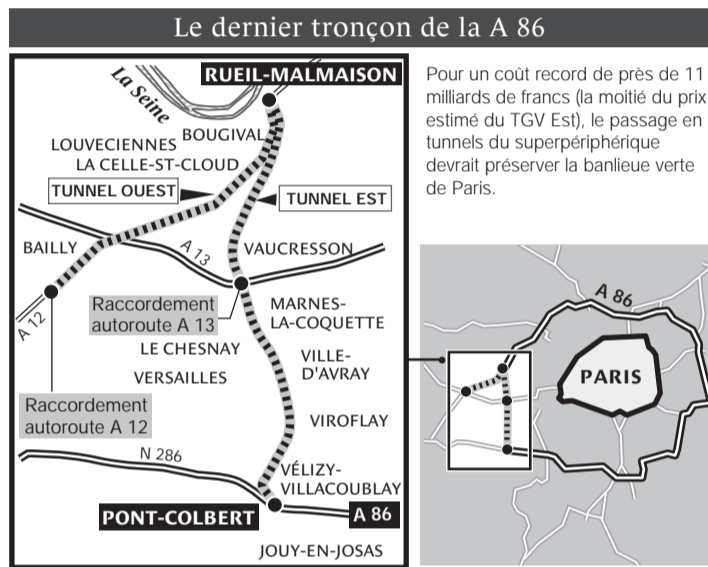 Le dernier tronçon de la A 86
RUEIL-MALMAISON
La Seine
BOUGIVAL
LOUVECIENNES
LA CELLE-ST-CLOUD
TUNNEL OUEST
TUNNEL EST
BAILLY
A 13
VAUCRESSON
A 12
Raccordement
autoroute A 13
MARNES-
LA-COQUETTE
LE CHESNAY
VILLE-
D'AVRAY
VERSAILLES
Raccordement
autoroute A 12
VIROFLAY
N 286
VÉLIZY-
VILLACOUBLAY
PONT-COLBERT
A 86
JOUY-EN-JOSAS
Pour un coût record de près de 11
milliards de francs (la moitié du prix
estimé du TGV Est), le passage en
tunnels du superpériphérique
devrait préserver la banlieue verte
de Paris.
A 86
PARIS